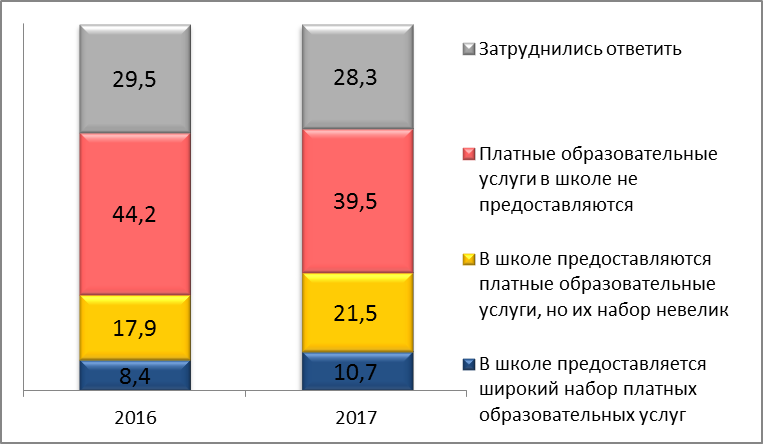 29,5
44,2
17,9
8,4
2016
28,3
39,5
21,5
10,7
2017
Затруднились ответить
Платные образовательные
услуги в школе не
предоставляются
В школе предоставляются
платные образовательные
услуги, но их набор невелик
В школе предоставляется
широкий набор платных
образовательных услуг